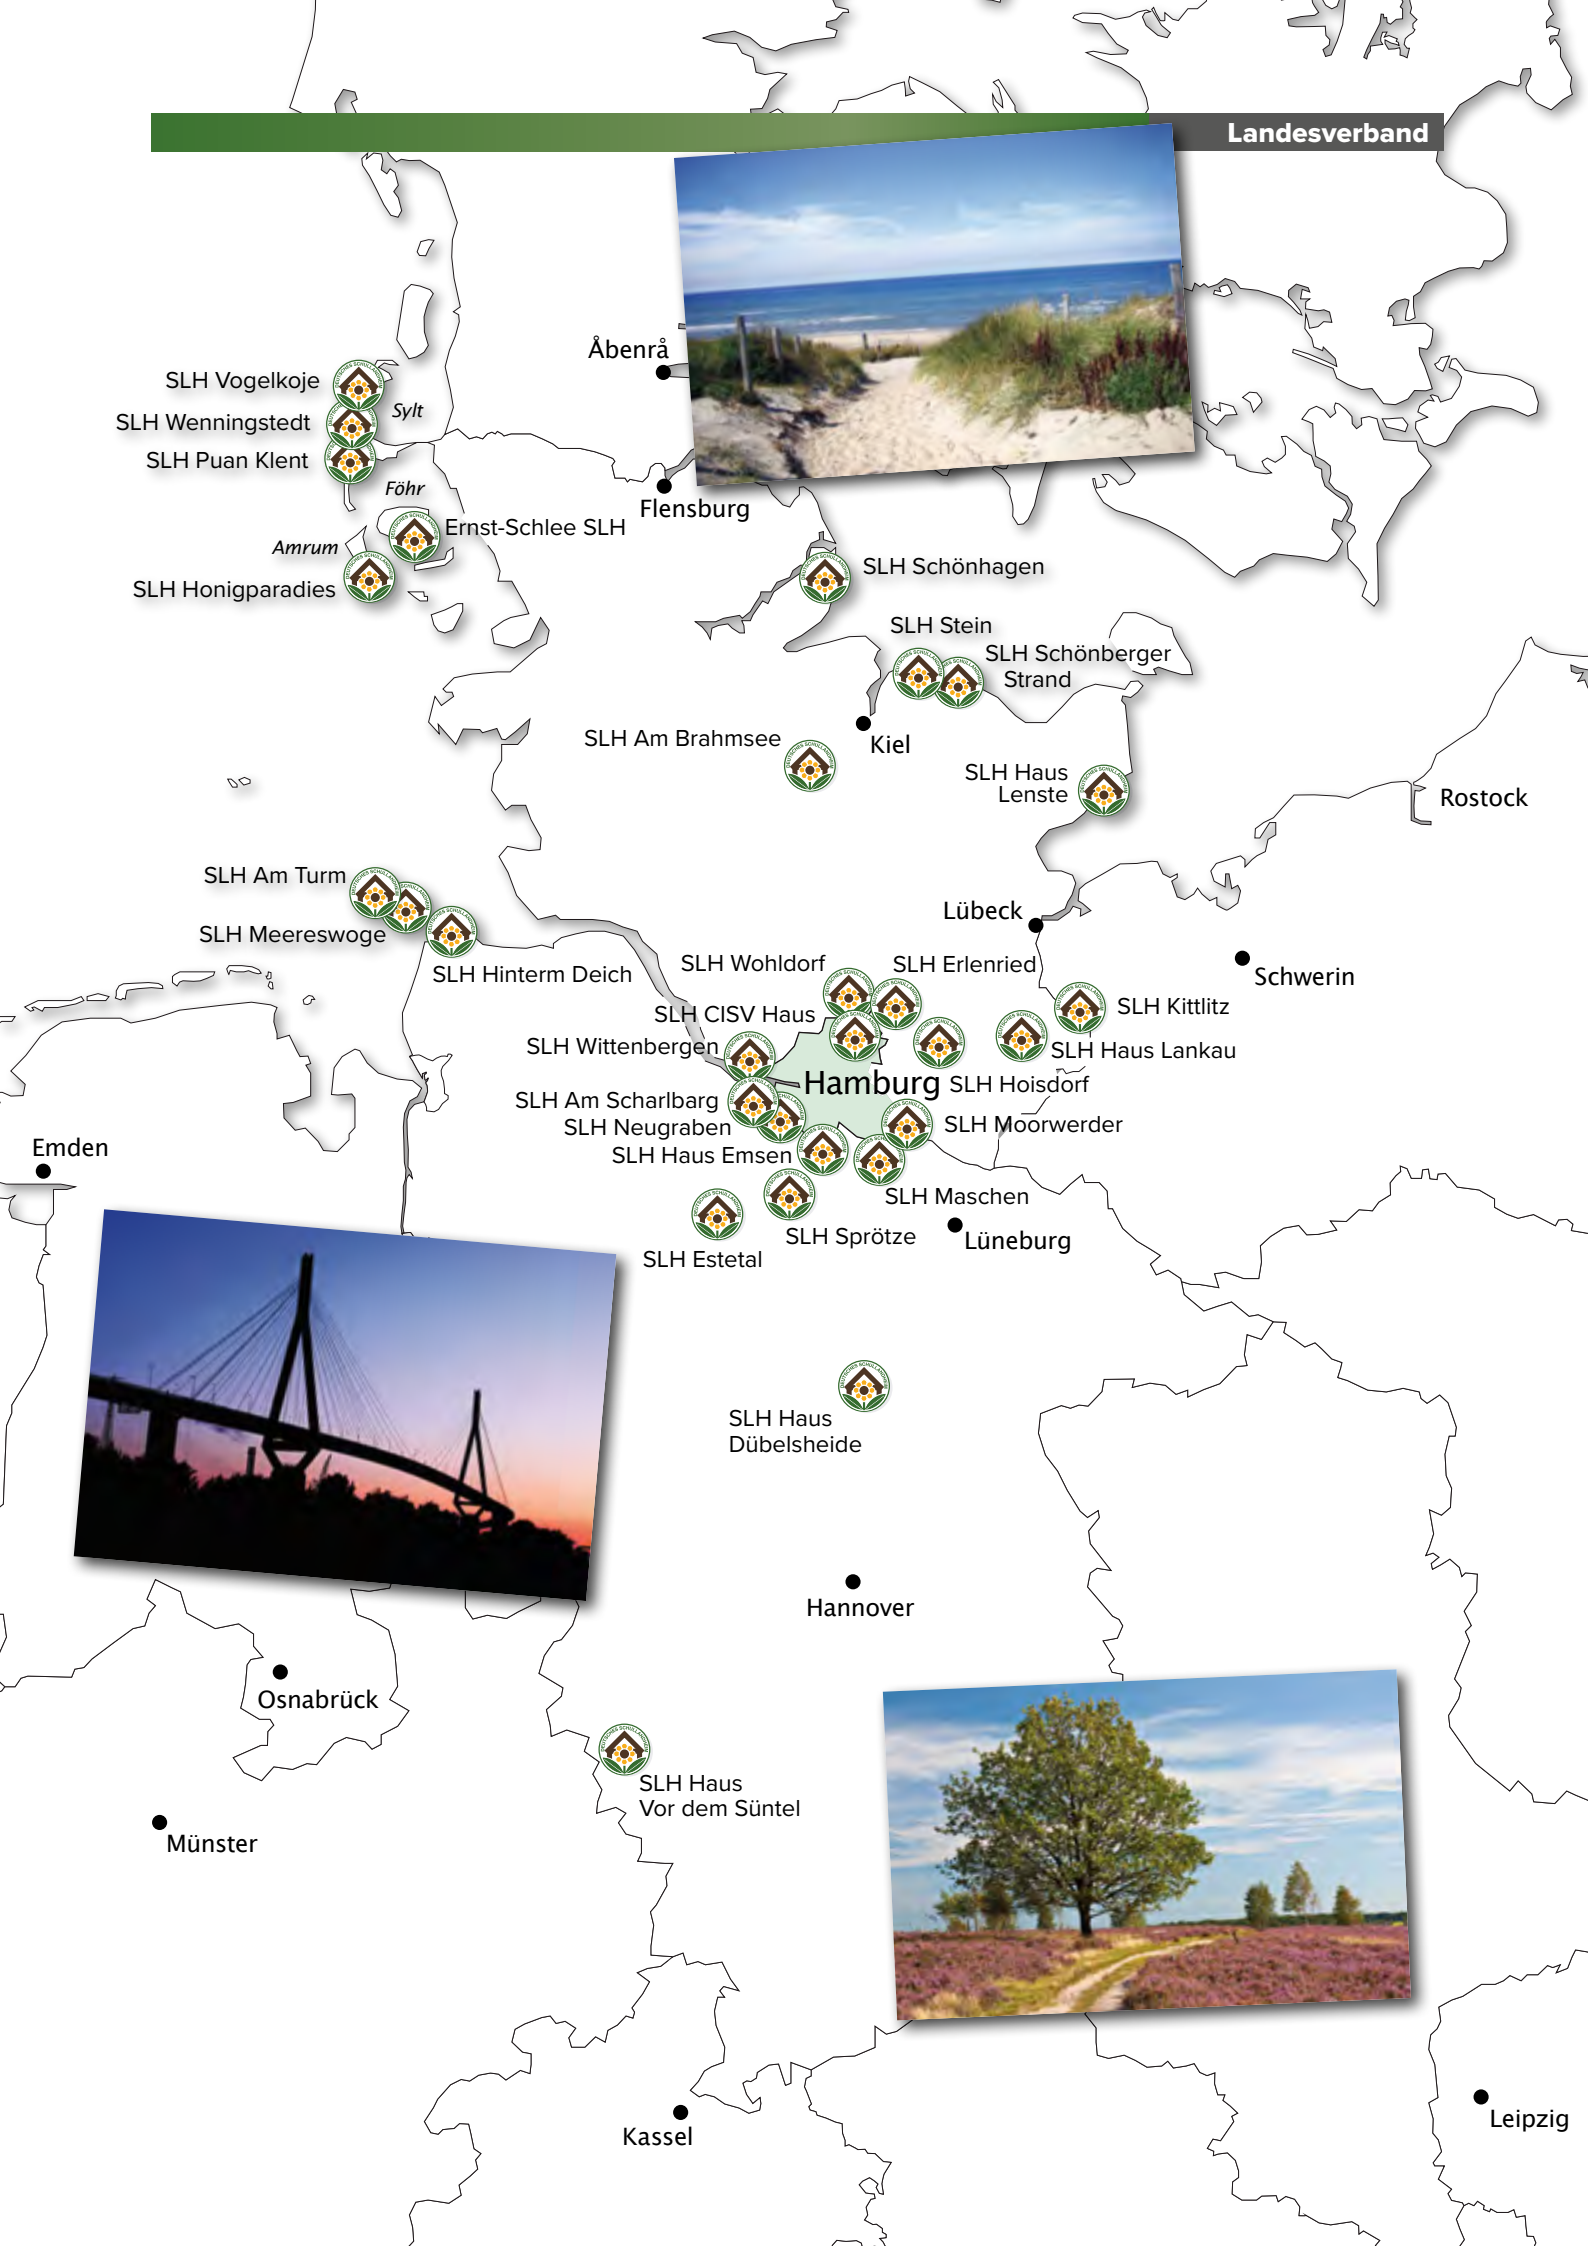 Landesverband
Åbenrå
SLH Vogelkoje
Sylt
SLH Wenningstedt
SLH Puan Klent
Föhr
Flensburg
Ernst-Schlee SLH
Amrum
SLH Honigparadies
SLH Schönhagen
SLH Stein
SLH Schönberger
Strand
SLH Am Brahmsee
Kiel
SLH Haus
Lenste
Rostock
SLH Am Turm
SLH Meereswoge
SLH Hinterm Deich
Lübeck
Schwerin
SLH Wohldorf
SLH Erlenried
SLH CISV Haus
SLH Kittlitz
SLH Wittenbergen
SLH Haus Lankau
Hamburg
SLH Hoisdorf
SLH Am Scharlbarg
SLH Neugraben
SLH Moorwerder
SLH Haus Emsen
Emden
SLH Maschen
SLH Sprötze
Lüneburg
SLH Estetal
SLH Haus
Dübelsheide
Hannover
Osnabrück
SLH Haus
Vor dem Süntel
Münster
Kassel
Leipzig
DEUTSCHES SCHULLANDHEIM